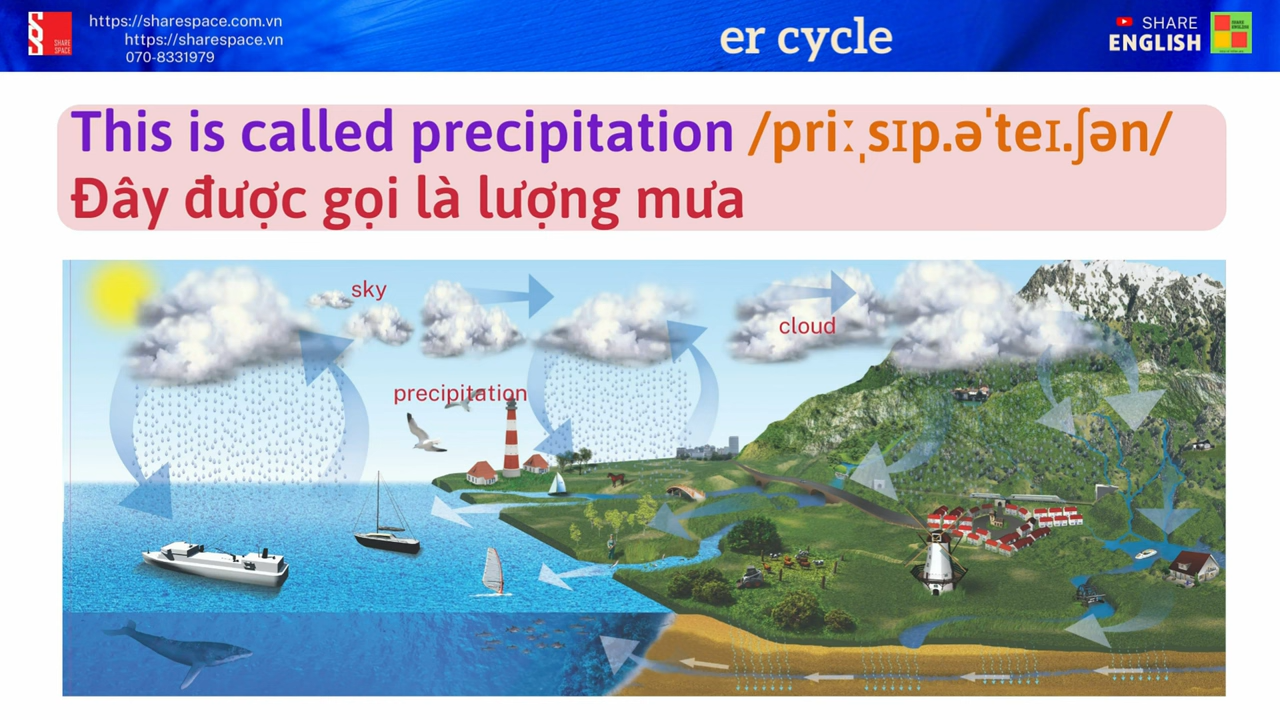 https://sharespace.com.vn
https://sharespace.vn
070-8331979
SHARE
SPACE
er cycle
SHARE
ENGLISH
This is called precipitation /priːˌsɪp.əˈteɪ.ʃən/
Đây được gọi là lượng mưa
sky
cloud
precipitation